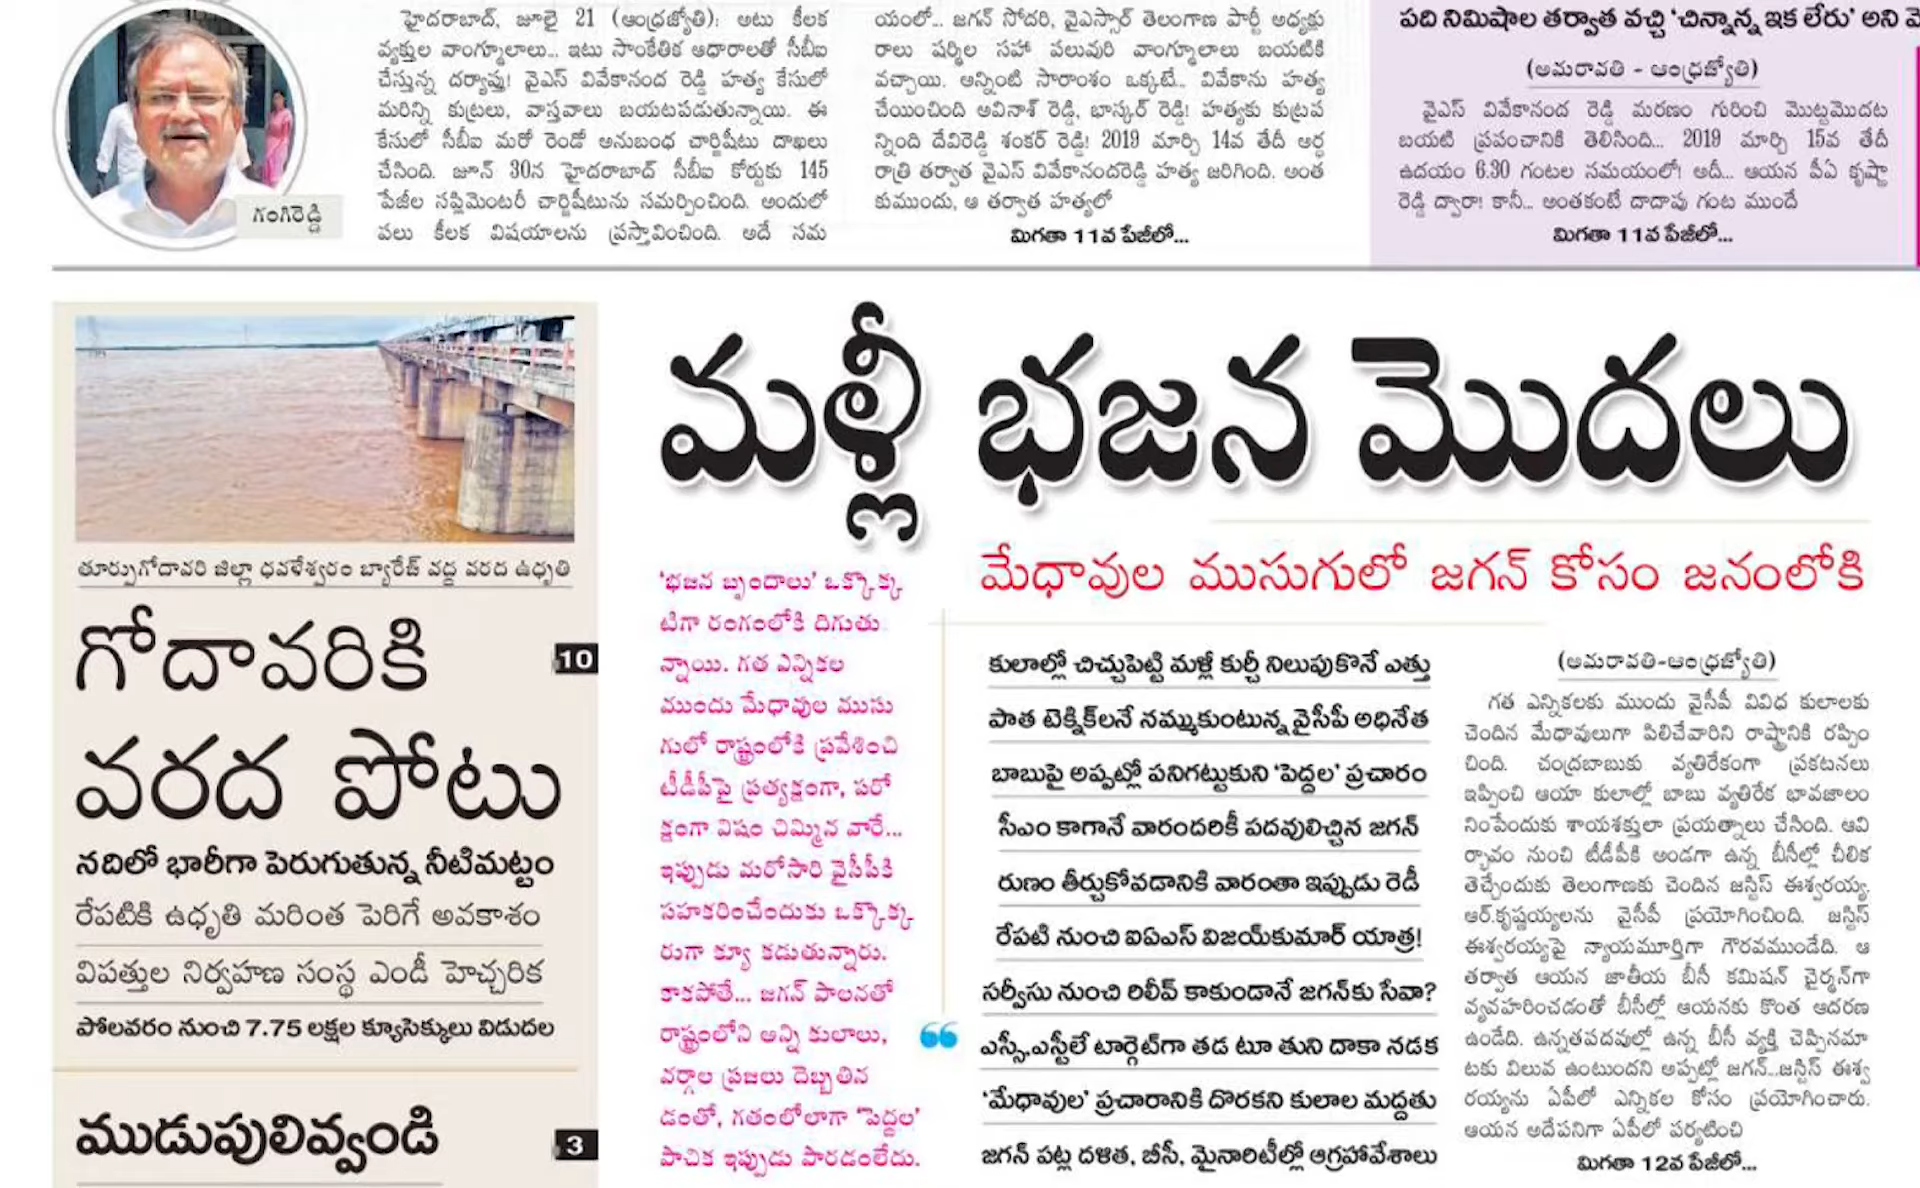 హైదరాబాద్, జూలై 21 (ఆంధ్రజ్యోతి): అటు కీలక
వ్యక్తుల వాంగ్మూలాలు... ఇటు సాంకేతిక ఆధారాలతో సీబీఐ
చేస్తున్న దర్యాప్తు! వైఎస్ వివేకానంద రెడ్డి హత్య కేసులో
మరిన్ని కుట్రలు, వాస్తవాలు బయటపడుతున్నాయి. ఈ
కేసులో సీబీఐ మరో రెండో అనుబంధ చార్జిషీటు దాఖలు
చేసింది. జూన్ 30న హైదరాబాద్ సీబీఐ కోర్టుకు 145
పేజీల సప్లిమెంటరీ చార్జిషీటును సమర్పించింది. అందులో
పలు కీలక విషయాలను ప్రస్తావించింది. అదే సమ
గంగిరెడ్డి
యంలో... జగన్ సోదరి, వైఎస్సార్ తెలంగాణ పార్టీ అధ్యక్షు
రాలు షర్మిల సహా పలువురి వాంగ్మూలాలు బయటికి
వచ్చాయి. అన్నింటి సారాంశం ఒక్కటే.. వివేకాను హత్య
చేయించింది అవినాశ్ రెడ్డి, భాస్కర్ రెడ్డి! హత్యకు కుట్రప
న్నింది దేవిరెడ్డి శంకర్ రెడ్డి! 2019 మార్చి 14వ తేదీ అర్ధ
రాత్రి తర్వాత వైఎస్ వివేకానందరెడ్డి హత్య జరిగింది. అంత
కుముందు, ఆ తర్వాత హత్యలో
మిగతా 11వ పేజీలో...
పది నిమిషాల తర్వాత వచ్చి ‘చిన్నాన్న ఇక లేరు’ అని
(అమరావతి - ఆంధ్రజ్యోతి)
వైఎస్ వివేకానంద రెడ్డి మరణం గురించి మొట్టమొదట
బయటి ప్రపంచానికి తెలిసింది... 2019 మార్చి 15వ తేదీ
ఉదయం 6.30 గంటల సమయంలో! అదీ... ఆయన పీఏ కృష్ణా
రెడ్డి ద్వారా! కానీ... అంతకంటే దాదాపు గంట ముందే
మిగతా 11వ పేజీలో...
తూర్పుగోదావరి జిల్లా ధవళేశ్వరం బ్యారేజ్ వద్ద వరద ఉధృతి
గోదావరికి
వరద పోటు
10
నదిలో భారీగా పెరుగుతున్న నీటిమట్టం
రేపటికి ఉధృతి మరింత పెరిగే అవకాశం
విపత్తుల నిర్వహణ సంస్థ ఎండీ హెచ్చరిక
పోలవరం నుంచి 7.75 లక్షల క్యూసెక్కులు విడుదల
ముడుపులివ్వండి
3
మళ్లీ భజన మొదలు
మేధావుల ముసుగులో జగన్ కోసం జనంలోకి
‘భజన బృందాలు’ ఒక్కొక్క
టిగా రంగంలోకి దిగుతు
న్నాయి. గత ఎన్నికల
ముందు మేధావుల ముసు
గులో రాష్ట్రంలోకి ప్రవేశించి
టీడీపీపై ప్రత్యక్షంగా, పరో
క్షంగా విషం చిమ్మిన వారే...
ఇప్పుడు మరోసారి వైసీపీకి
సహకరించేందుకు ఒక్కొక్క
రుగా క్యూ కడుతున్నారు.
కాకపోతే... జగన్ పాలనతో
రాష్ట్రంలోని అన్ని కులాలు,
వర్గాల ప్రజలు దెబ్బతిన
డంతో, గతంలోలాగా ‘పెద్దల’
పాచిక ఇప్పుడు పారడంలేదు.
కులాల్లో చిచ్చుపెట్టి మళ్లీ కుర్చీ నిలుపుకొనే ఎత్తు
పాత టెక్నిక్‌లనే నమ్ముకుంటున్న వైసీపీ అధినేత
బాబుపై అప్పట్లో పనిగట్టుకుని ‘పెద్దల’ ప్రచారం
సీఎం కాగానే వారందరికీ పదవులిచ్చిన జగన్
రుణం తీర్చుకోవడానికి వారంతా ఇప్పుడు రెడీ
రేపటి నుంచి ఐఏఎస్ విజయ్‌కుమార్ యాత్ర!
సర్వీసు నుంచి రిలీవ్ కాకుండానే జగన్‌కు సేవా?
ఎస్సీ,ఎస్టీలే టార్గెట్‌గా తడ టూ తుని దాకా నడక
‘మేధావుల’ ప్రచారానికి దొరకని కులాల మద్దతు
జగన్ పట్ల దళిత, బీసీ, మైనారిటీల్లో ఆగ్రహావేశాలు
(అమరావతి-ఆంధ్రజ్యోతి)
గత ఎన్నికలకు ముందు వైసీపీ వివిధ కులాలకు
చెందిన మేధావులుగా పిలిచేవారిని రాష్ట్రానికి రప్పిం
చింది. చంద్రబాబుకు వ్యతిరేకంగా ప్రకటనలు
ఇప్పించి ఆయా కులాల్లో బాబు వ్యతిరేక భావజాలం
నింపేందుకు శాయశక్తులా ప్రయత్నాలు చేసింది. ఆవి
ర్భావం నుంచి టీడీపీకి అండగా ఉన్న బీసీల్లో చీలిక
తెచ్చేందుకు తెలంగాణకు చెందిన జస్టిస్ ఈశ్వరయ్య,
ఆర్.కృష్ణయ్యలను వైసీపీ ప్రయోగించింది. జస్టిస్
ఈశ్వరయ్యపై న్యాయమూర్తిగా గౌరవముండేది. ఆ
తర్వాత ఆయన జాతీయ బీసీ కమిషన్ చైర్మన్‌గా
వ్యవహరించడంతో బీసీల్లో ఆయనకు కొంత ఆదరణ
ఉండేది. ఉన్నతపదవుల్లో ఉన్న బీసీ వ్యక్తి చెప్పినమా
టకు విలువ ఉంటుందని అప్పట్లో జగన్...జస్టిస్ ఈశ్వ
రయ్యను ఏపీలో ఎన్నికల కోసం ప్రయోగించారు.
ఆయన అదేపనిగా ఏపీలో పర్యటించి
మిగతా 12వ పేజీలో...